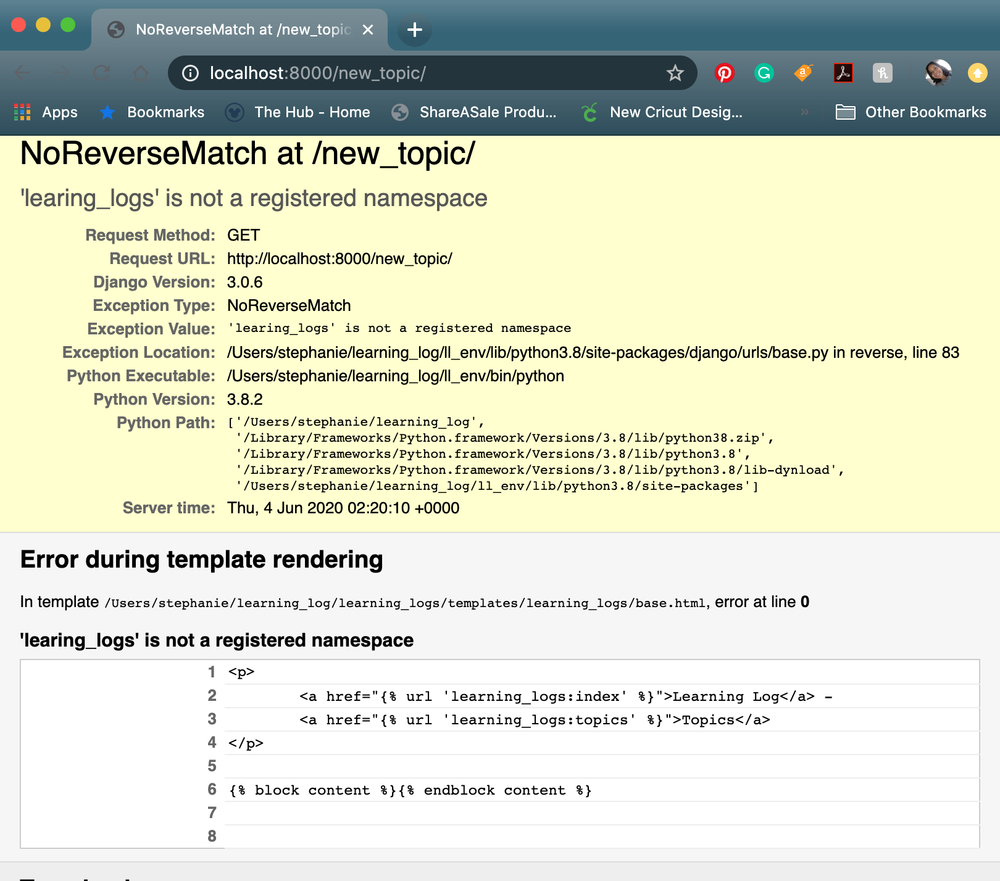 NoReverseMatch at /new_topic
localhost:8000/new_topic/
Apps Bookmarks The Hub - Home ShareASale Produ... New Cricut Desig... » Other Bookmarks
NoReverseMatch at /new_topic/
'learing_logs' is not a registered namespace
Request Method: GET
Request URL: http://localhost:8000/new_topic/
Django Version: 3.0.6
Exception Type: NoReverseMatch
Exception Value: 'learing_logs' is not a registered namespace
Exception Location: /Users/stephanie/learning_log/ll_env/lib/python3.8/site-packages/django/urls/base.py in reverse, line 83
Python Executable: /Users/stephanie/learning_log/ll_env/bin/python
Python Version: 3.8.2
Python Path: ['/Users/stephanie/learning_log',
'/Library/Frameworks/Python.framework/Versions/3.8/lib/python38.zip',
'/Library/Frameworks/Python.framework/Versions/3.8/lib/python3.8',
'/Library/Frameworks/Python.framework/Versions/3.8/lib/python3.8/lib-dynload',
'/Users/stephanie/learning_log/ll_env/lib/python3.8/site-packages']
Server time: Thu, 4 Jun 2020 02:20:10 +0000
Error during template rendering
In template /Users/stephanie/learning_log/learning_logs/templates/learning_logs/base.html, error at line 0
'learing_logs' is not a registered namespace
1 <p>
2 <a href="{% url 'learning_logs:index' %}">Learning Log</a> -
3 <a href="{% url 'learning_logs:topics' %}">Topics</a>
4 </p>
5
6 {% block content %}{% endblock content %}
7
8